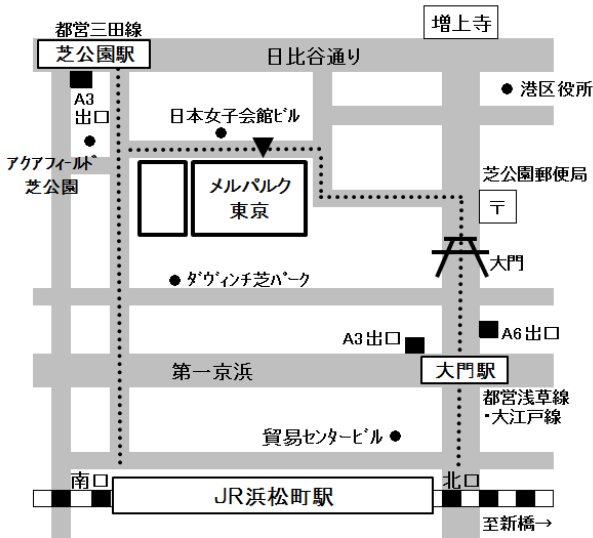 都営三田線
芝公園駅
日比谷通り
増上寺
A3
出口
港区役所
日本女子会館ビル
アクアフィールド
芝公園
メルパルク
東京
芝公園郵便局
〒
大門
ダヴィンチ芝パーク
A3出口
A6出口
第一京浜
大門駅
都営浅草線
・大江戸線
貿易センタービル
南口
JR浜松町駅
北口
至新橋→